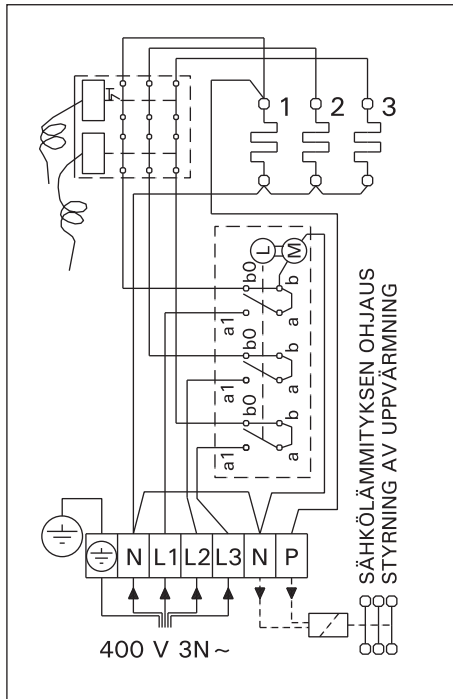 1 2 3
L M
b0 b
a1 a
b0 b
a1 a
b0 b
a1 a
SÄHKÖLÄMMITYKSEN OHJAUS
STYRNING AV UPPVÄRMNING
N L1 L2 L3 N P
400 V 3N~